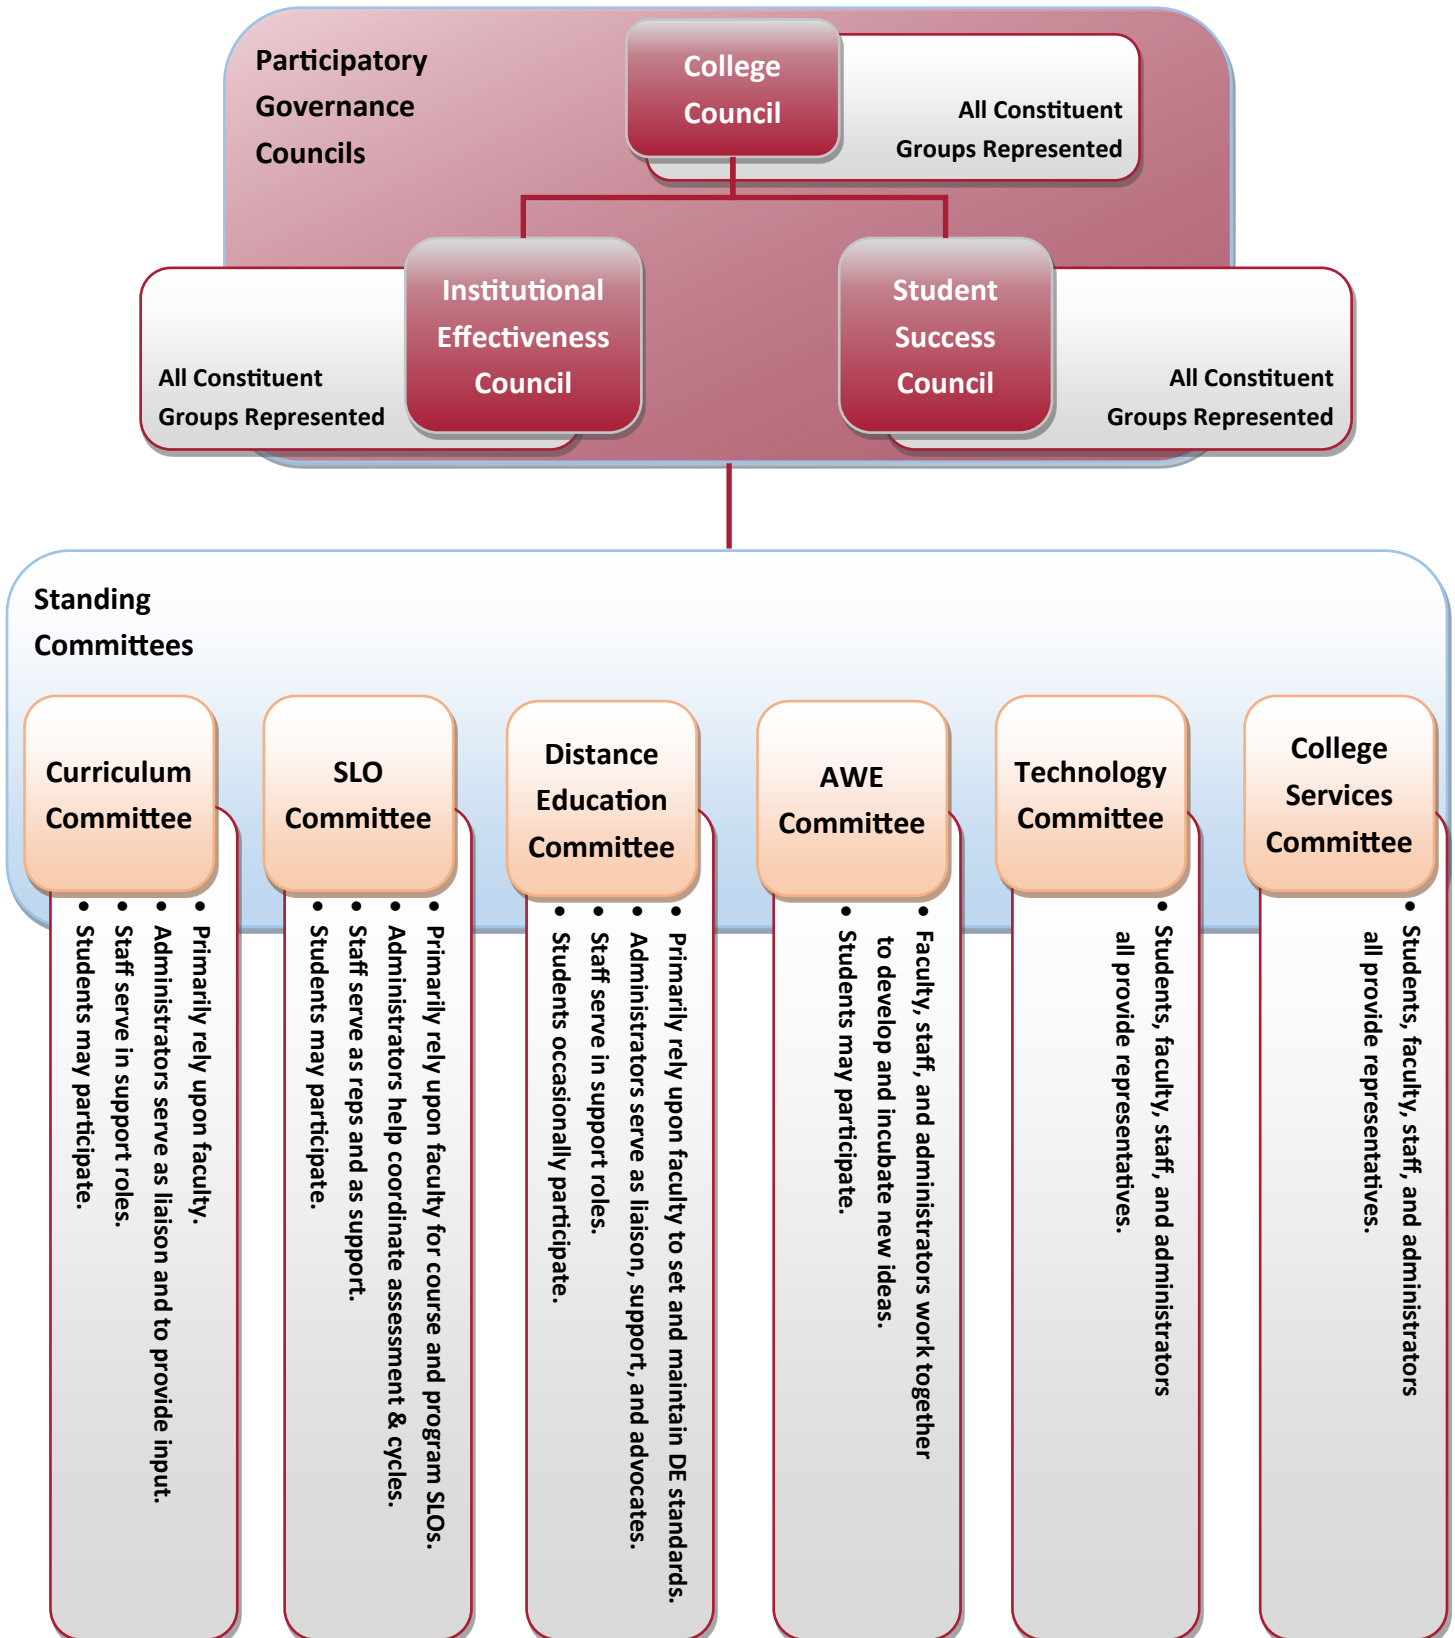 Participatory
Governance
Councils
College
Council
All Constituent
Groups Represented
Institutional
Effectiveness
Council
All Constituent
Groups Represented
Student
Success
Council
All Constituent
Groups Represented
Standing
Committees
Curriculum
Committee
• Primarily rely upon faculty.
• Administrators serve as liaison and to provide input.
• Staff serve in support roles.
• Students may participate.
SLO
Committee
• Primarily rely upon faculty for course and program SLOs.
• Administrators help coordinate assessment & cycles.
• Staff serve as reps and as support.
• Students may participate.
Distance
Education
Committee
• Primarily rely upon faculty to set and maintain DE standards.
• Administrators serve as liaison, support, and advocates.
• Staff serve in support roles.
• Students occasionally participate.
AWE
Committee
• Faculty, staff, and administrators work together
to develop and incubate new ideas.
• Students may participate.
Technology
Committee
• Students, faculty, staff, and administrators
all provide representatives.
College
Services
Committee
• Students, faculty, staff, and administrators
all provide representatives.